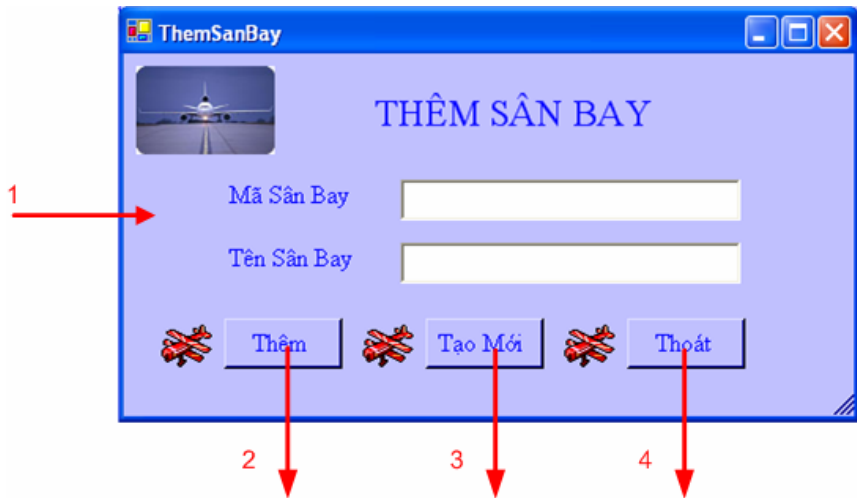 ThemSanBay
THÊM SÂN BAY
1
Mã Sân Bay
Tên Sân Bay
Thêm
Tạo Mới
Thoát
2
3
4